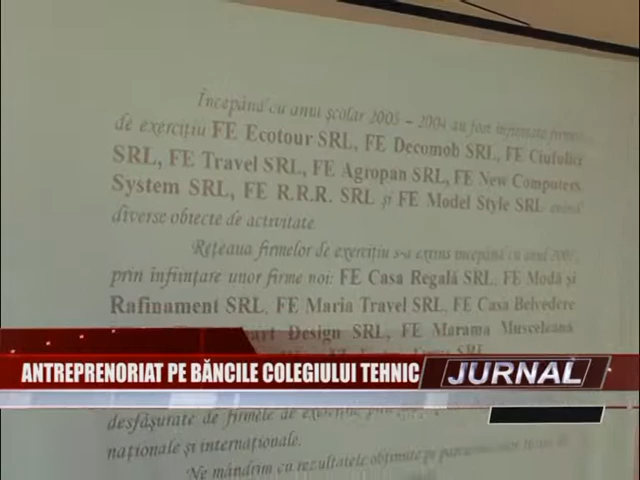 Începând cu anul școlar 2003 – 2004 au fost înființate firme
de exercițiu FE Ecotour SRL, FE Decomob SRL, FE Ciufulici
SRL, FE Travel SRL, FE Agropan SRL, FE New Computers
System SRL, FE R.R.R. SRL și FE Model Style SRL având
diverse obiecte de activitate
Rețeaua firmelor de exercițiu s-a extins începând cu anul
prin înființare unor firme noi: FE Casa Regală SRL, FE Modă și
Rafinament SRL, FE Maria Travel SRL, FE Casa Belvedere
Design SRL, FE Marama Musceleană
SRL
ANTREPRENORIAT PE BĂNCILE COLEGIULUI TEHNIC
JURNAL
desfășurate de firmele de
naționale și internaționale.
Ne mândrim cu rezultatele obținute pe